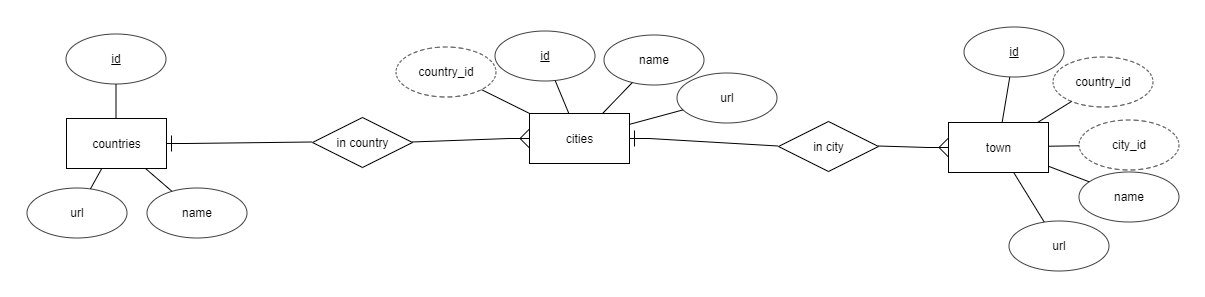 id
countries
url
name
in country
country_id
id
name
url
cities
in city
id
country_id
city_id
name
url
town